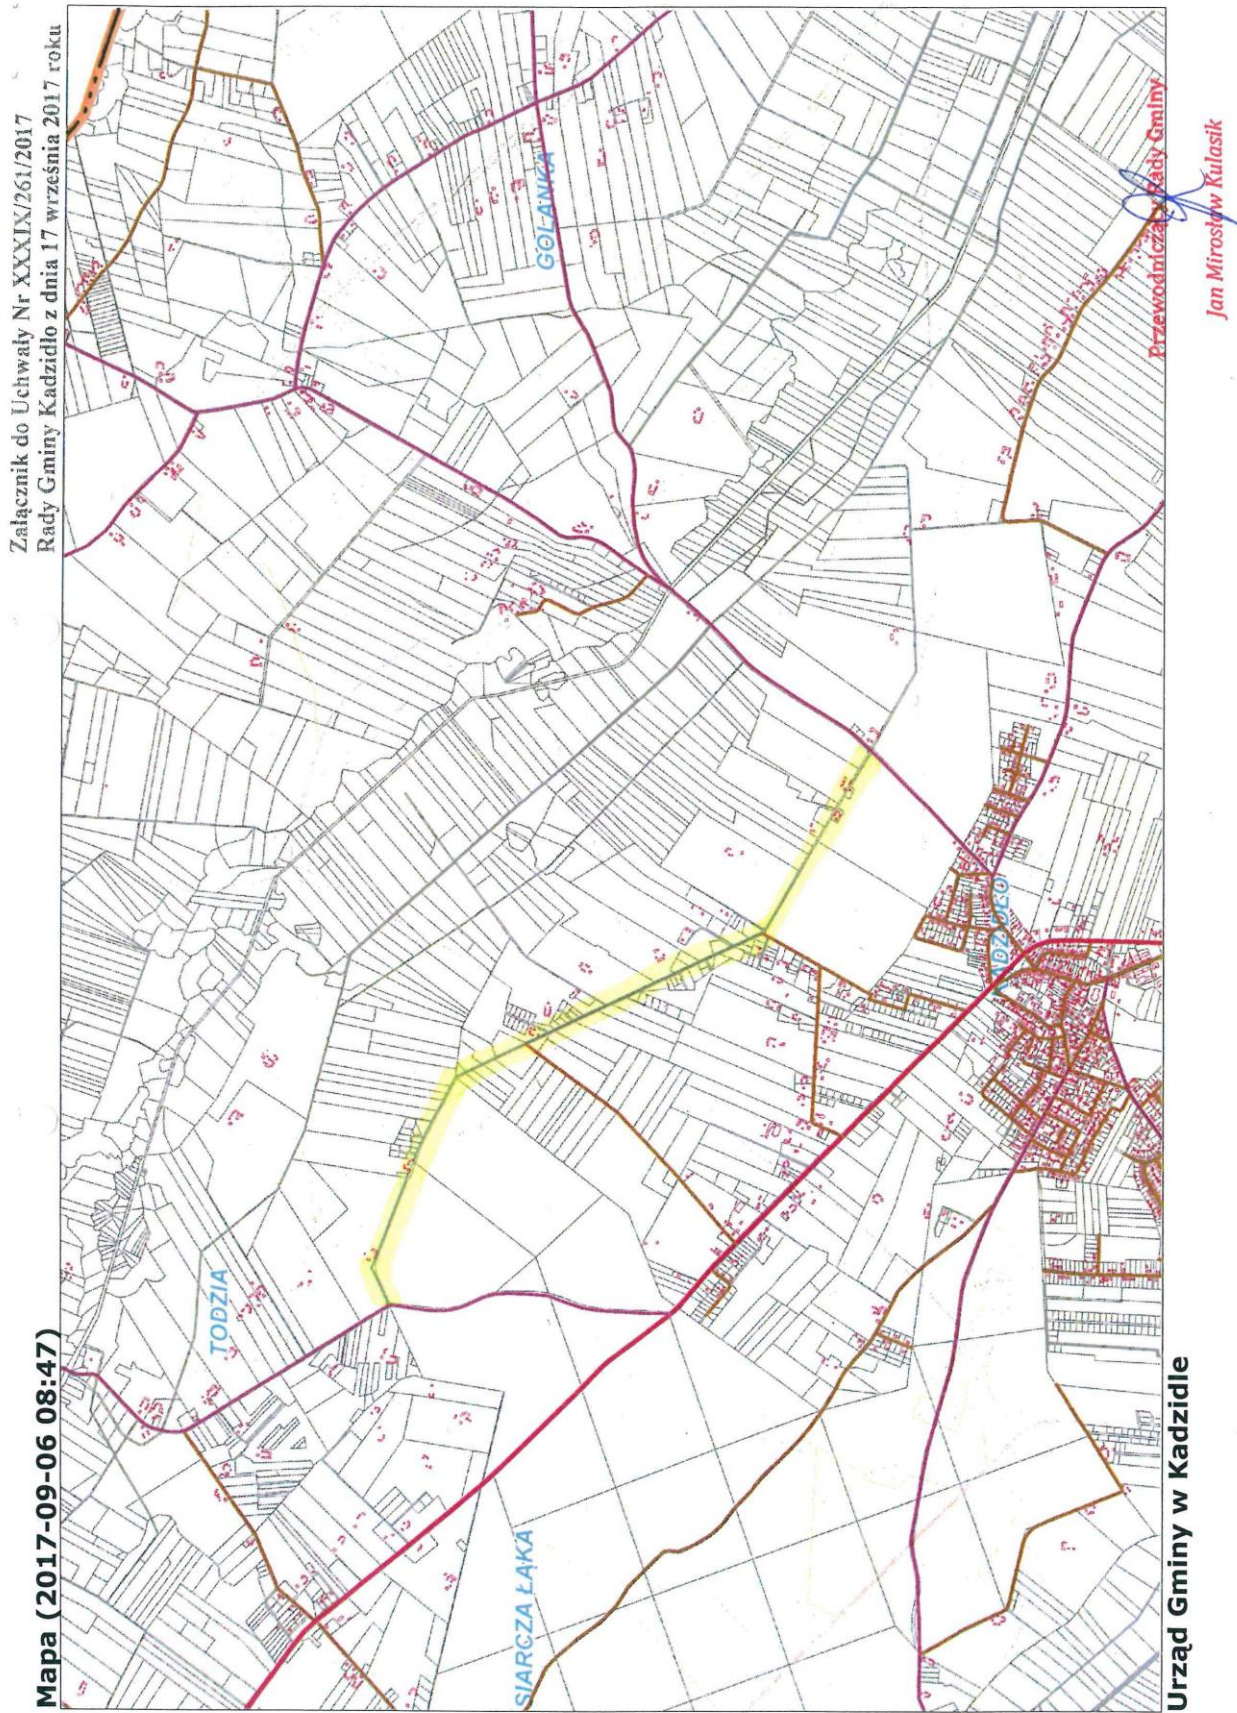 Załącznik do Uchwały Nr XXXIX/261/2017
Rady Gminy Kadzidło z dnia 17 września 2017 roku
Mapa (2017-09-06 08:47)
TODZIA
GOLANKA
SIARCZA ŁĄKA
ADZIDŁO
Urząd Gminy w Kadzidle
Przewodniczący Rady Gminy
Jan Mirosław Kulasik